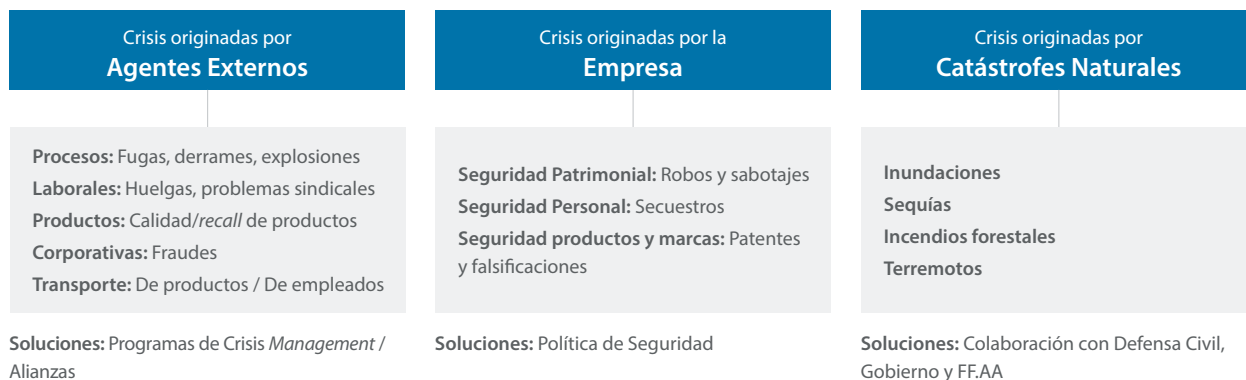 Crisis originadas por
Agentes Externos
Procesos: Fugas, derrames, explosiones
Laborales: Huelgas, problemas sindicales
Productos: Calidad/recall de productos
Corporativas: Fraudes
Transporte: De productos / De empleados
Soluciones: Programas de Crisis Management /
Alianzas
Crisis originadas por la
Empresa
Seguridad Patrimonial: Robos y sabotajes
Seguridad Personal: Secuestros
Seguridad productos y marcas: Patentes
y falsificaciones
Soluciones: Política de Seguridad
Crisis originadas por
Catástrofes Naturales
Inundaciones
Sequías
Incendios forestales
Terremotos
Soluciones: Colaboración con Defensa Civil,
Gobierno y FF.AA